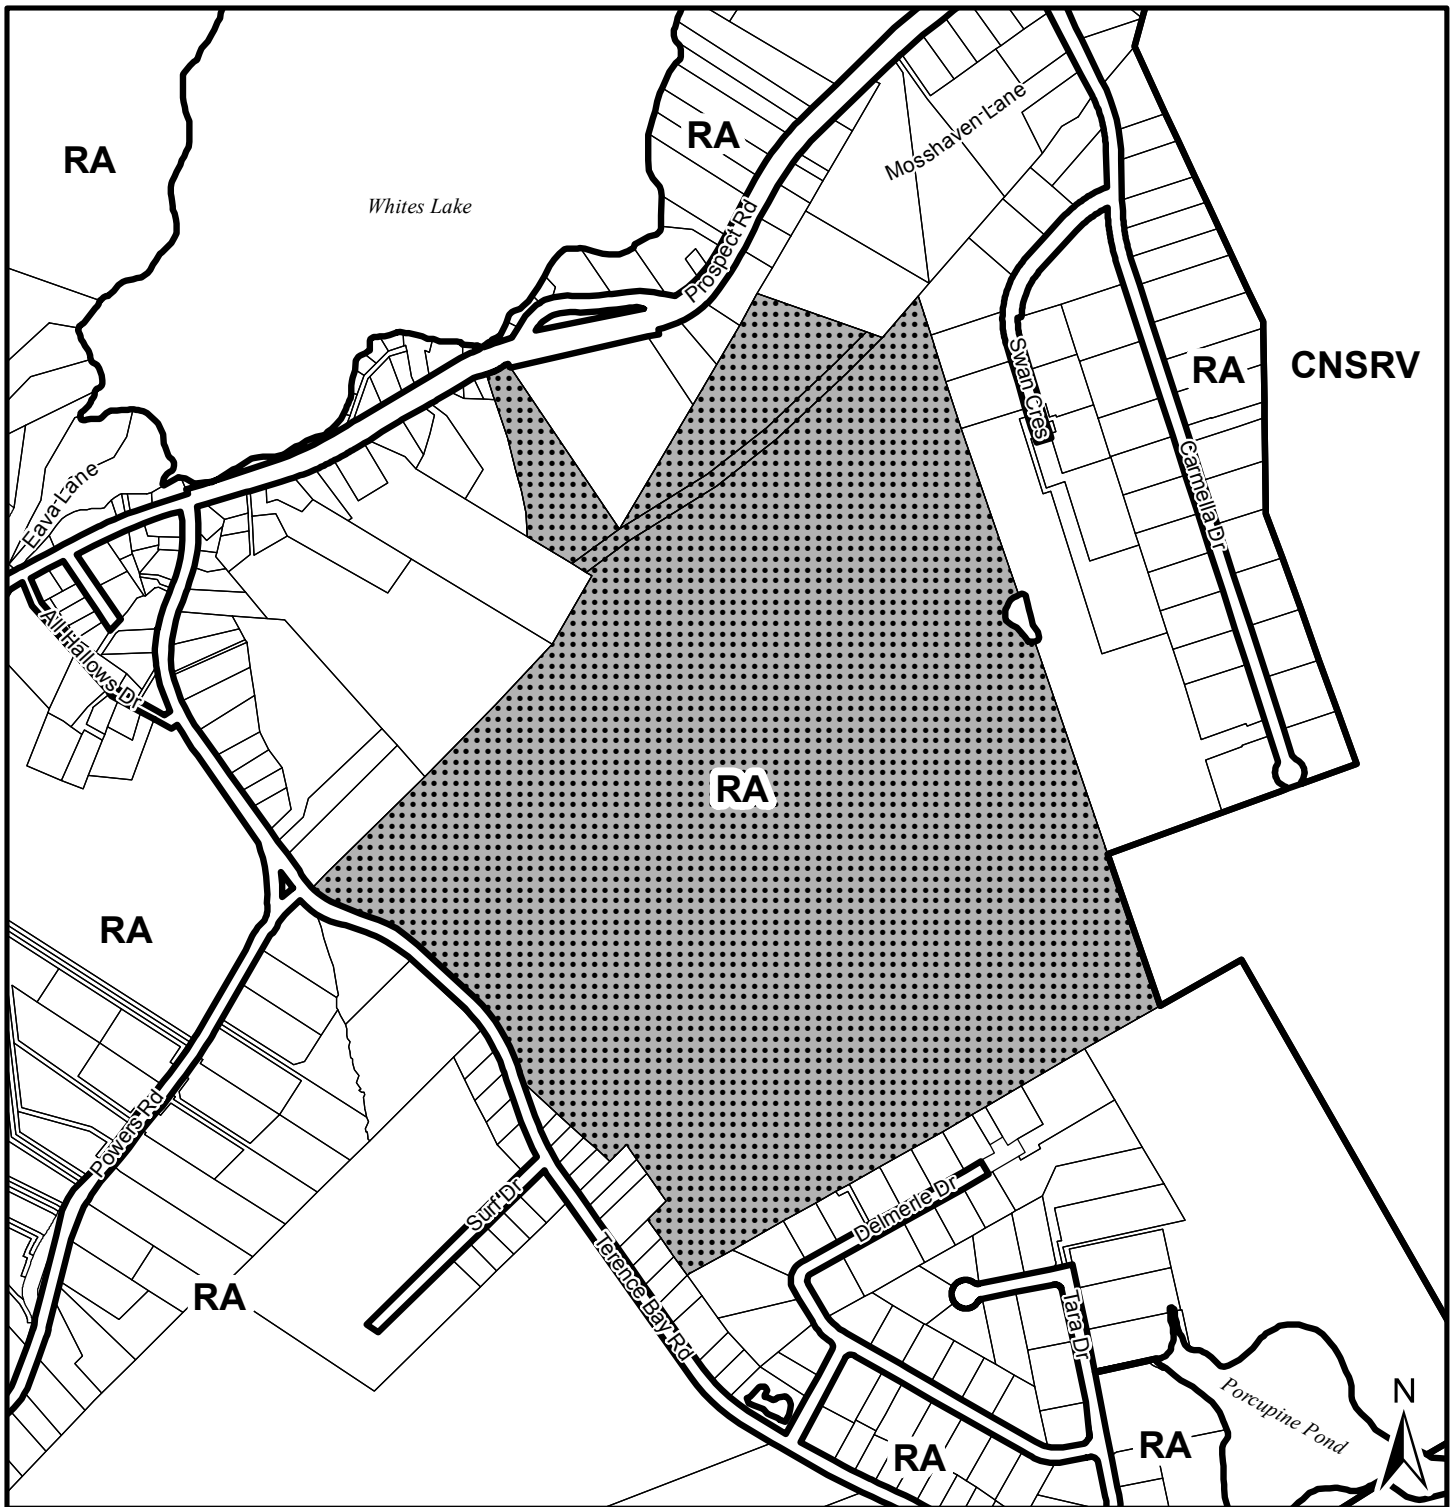 RA
RA
Mosshaven Lane
Whites Lake
Prospect Rd
Swan Cres
RA
CNSRV
Carmella Dr
Eava Lane
All Hallows Dr
RA
RA
Powers Rd
Surf Dr
Delmerle Dr
Terence Bay Rd
RA
Tara Dr
Porcupine Pond
N
RA
RA